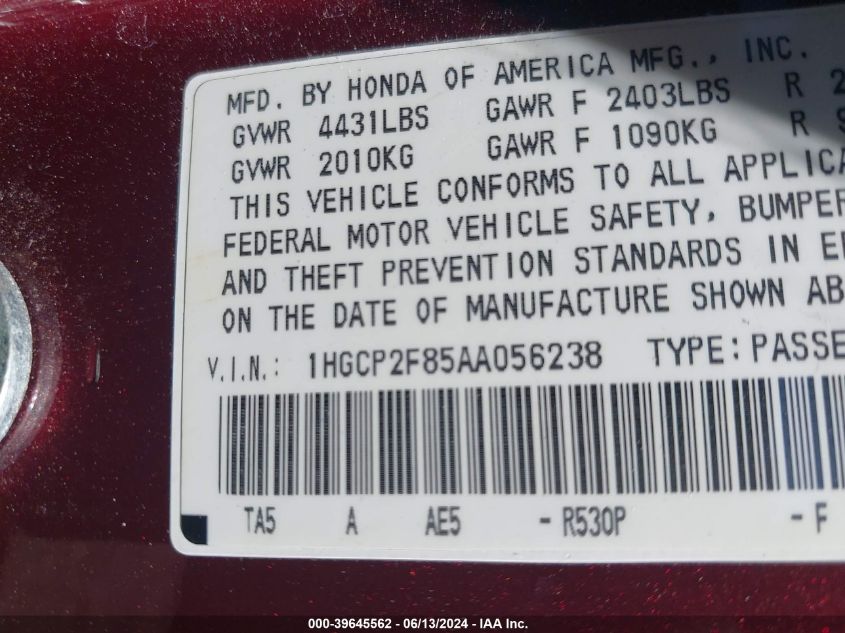 MFD. BY HONDA OF AMERICA MFG., INC.
GVWR 4431LBS GAWR F 2403LBS R 2
GVWR 2010KG GAWR F 1090KG R
THIS VEHICLE CONFORMS TO ALL APPLICA
FEDERAL MOTOR VEHICLE SAFETY, BUMPER
AND THEFT PREVENTION STANDARDS IN E
ON THE DATE OF MANUFACTURE SHOWN AB
V.I.N.: 1HGCP2F85AA056238 TYPE: PASSE
TA5 A AE5 - R530P - F
000-39645562 / 06/13/2024 - IAA Inc.